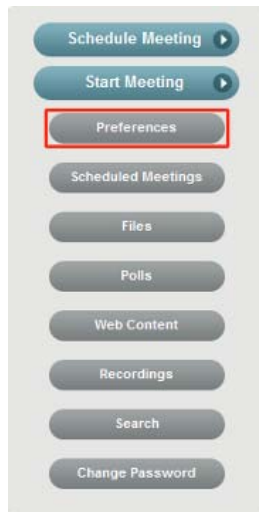 Schedule Meeting
Start Meeting
Preferences
Scheduled Meetings
Files
Polls
Web Content
Recordings
Search
Change Password